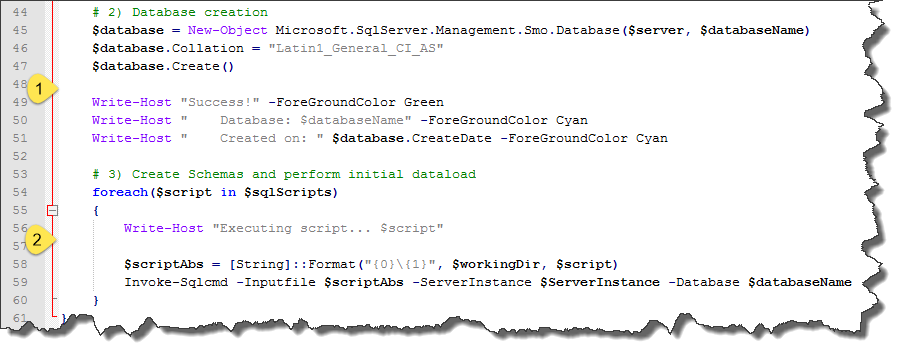 44 # 2) Database creation
45 $database = New-Object Microsoft.SqlServer.Management.Smo.Database($server, $databaseName)
46 $database.Collation = "Latin1_General_CI_AS"
47 $database.Create()
48
1
49 Write-Host "Success!" -ForeGroundColor Green
50 Write-Host "    Database: $databaseName" -ForeGroundColor Cyan
51 Write-Host "    Created on: " $database.CreateDate -ForeGroundColor Cyan
52
53 # 3) Create Schemas and perform initial dataload
54 foreach($script in $sqlScripts)
55 {
56 Write-Host "Executing script... $script"
2
57
58 $scriptAbs = [String]::Format("{0}\{1}", $workingDir, $script)
59 Invoke-Sqlcmd -Inputfile $scriptAbs -ServerInstance $ServerInstance -Database $databaseName
60 }
61 }